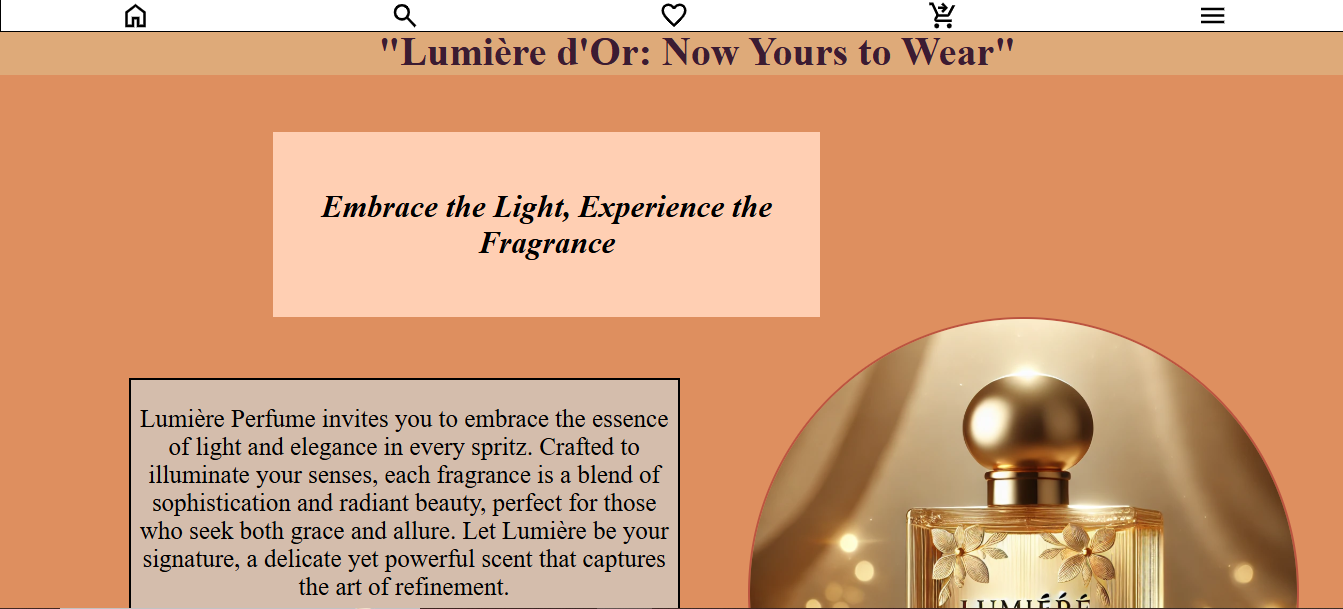 "Lumière d'Or: Now Yours to Wear"
Embrace the Light, Experience the
Fragrance
Lumière Perfume invites you to embrace the essence
of light and elegance in every spritz. Crafted to
illuminate your senses, each fragrance is a blend of
sophistication and radiant beauty, perfect for those
who seek both grace and allure. Let Lumière be your
signature, a delicate yet powerful scent that captures
the art of refinement.
LUMIÉRÉ